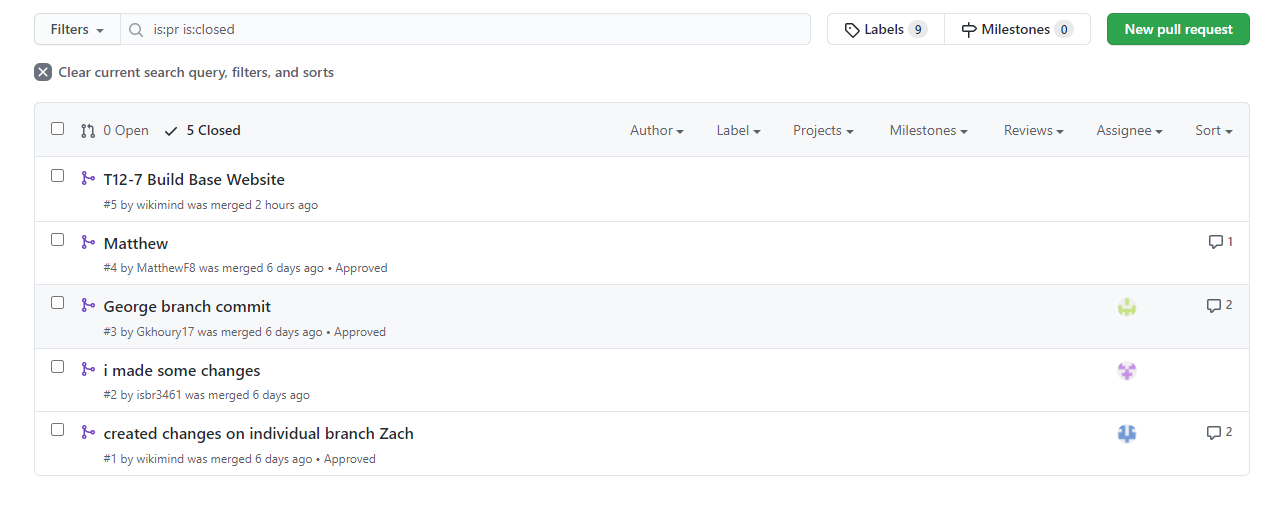 Filters is:pr is:closed Labels 9 Milestones 0 New pull request
Clear current search query, filters, and sorts
0 Open 5 Closed Author Label Projects Milestones Reviews Assignee Sort
T12-7 Build Base Website
#5 by wikimind was merged 2 hours ago
Matthew 1
#4 by MatthewF8 was merged 6 days ago • Approved
George branch commit 2
#3 by Gkhoury17 was merged 6 days ago • Approved
i made some changes
#2 by isbr3461 was merged 6 days ago
created changes on individual branch Zach 2
#1 by wikimind was merged 6 days ago • Approved